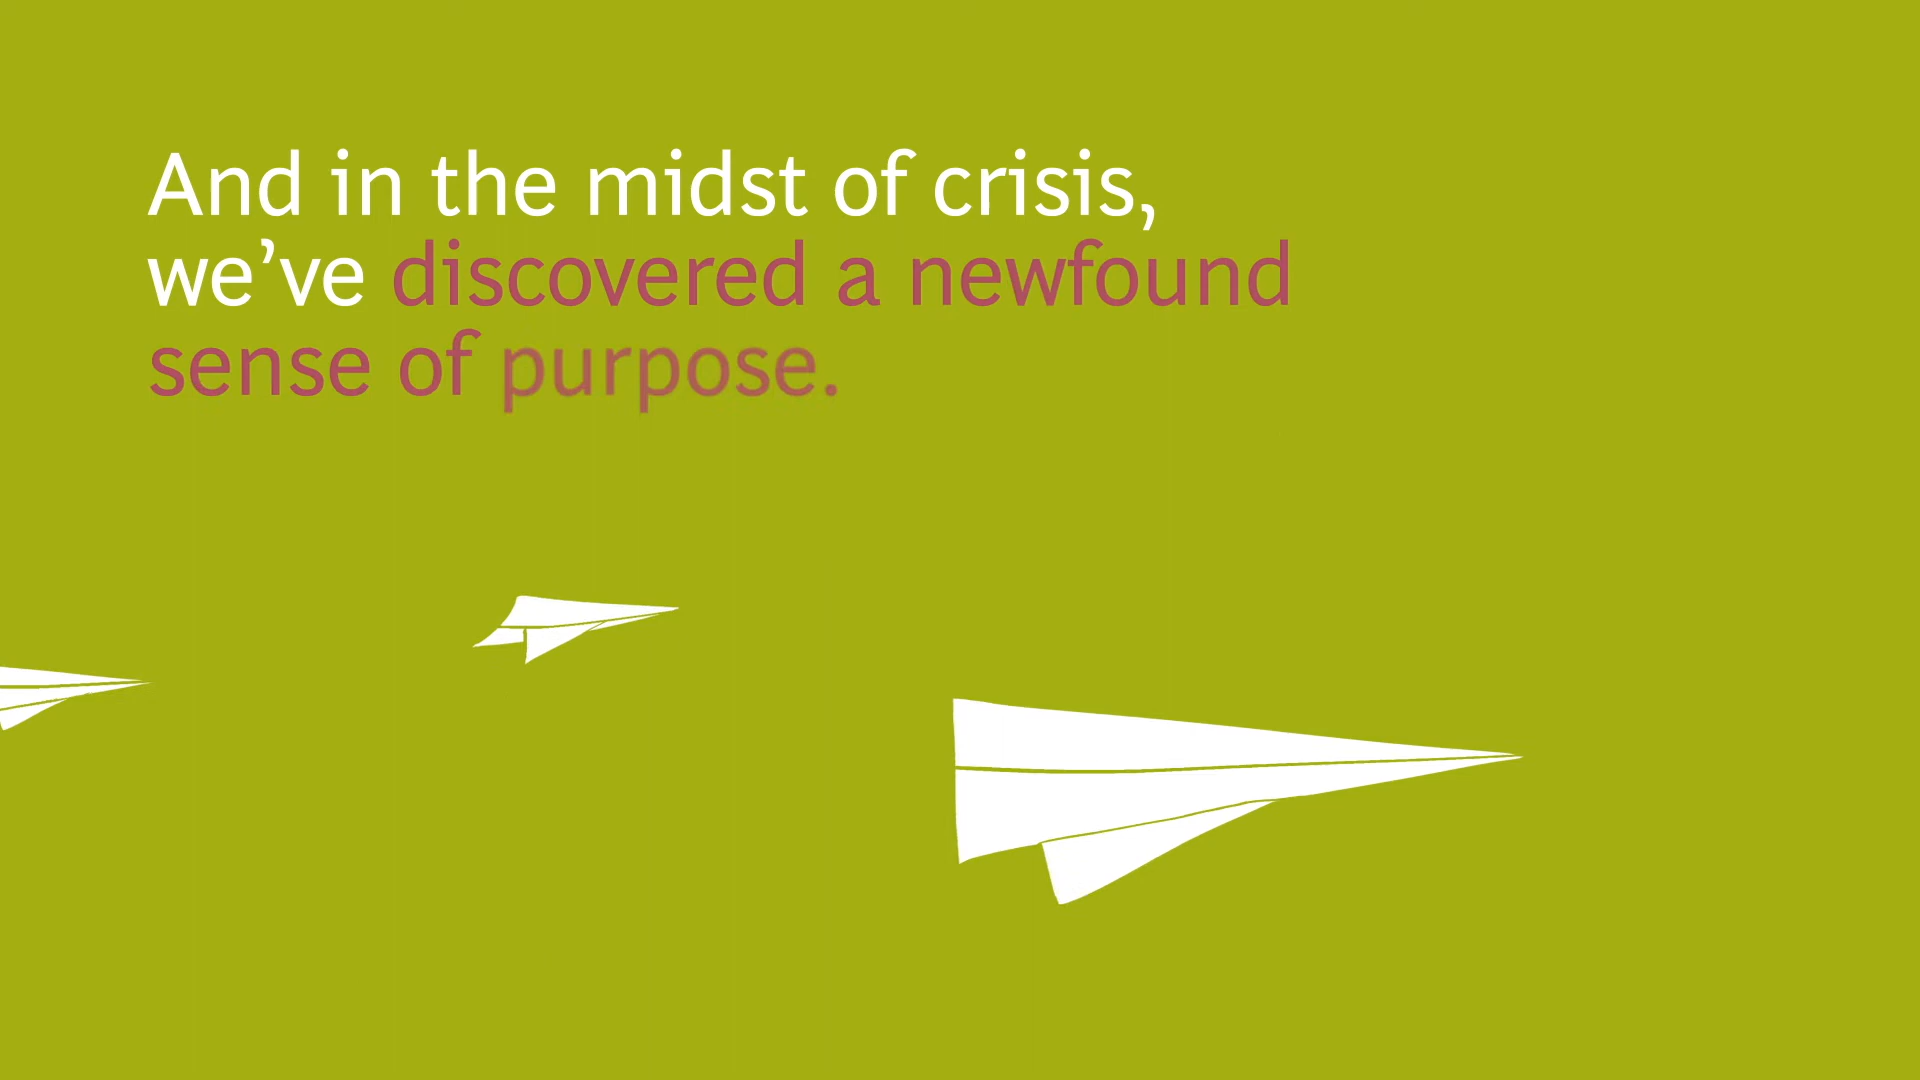 And in the midst of crisis,
we’ve discovered a newfound
sense of purpose.